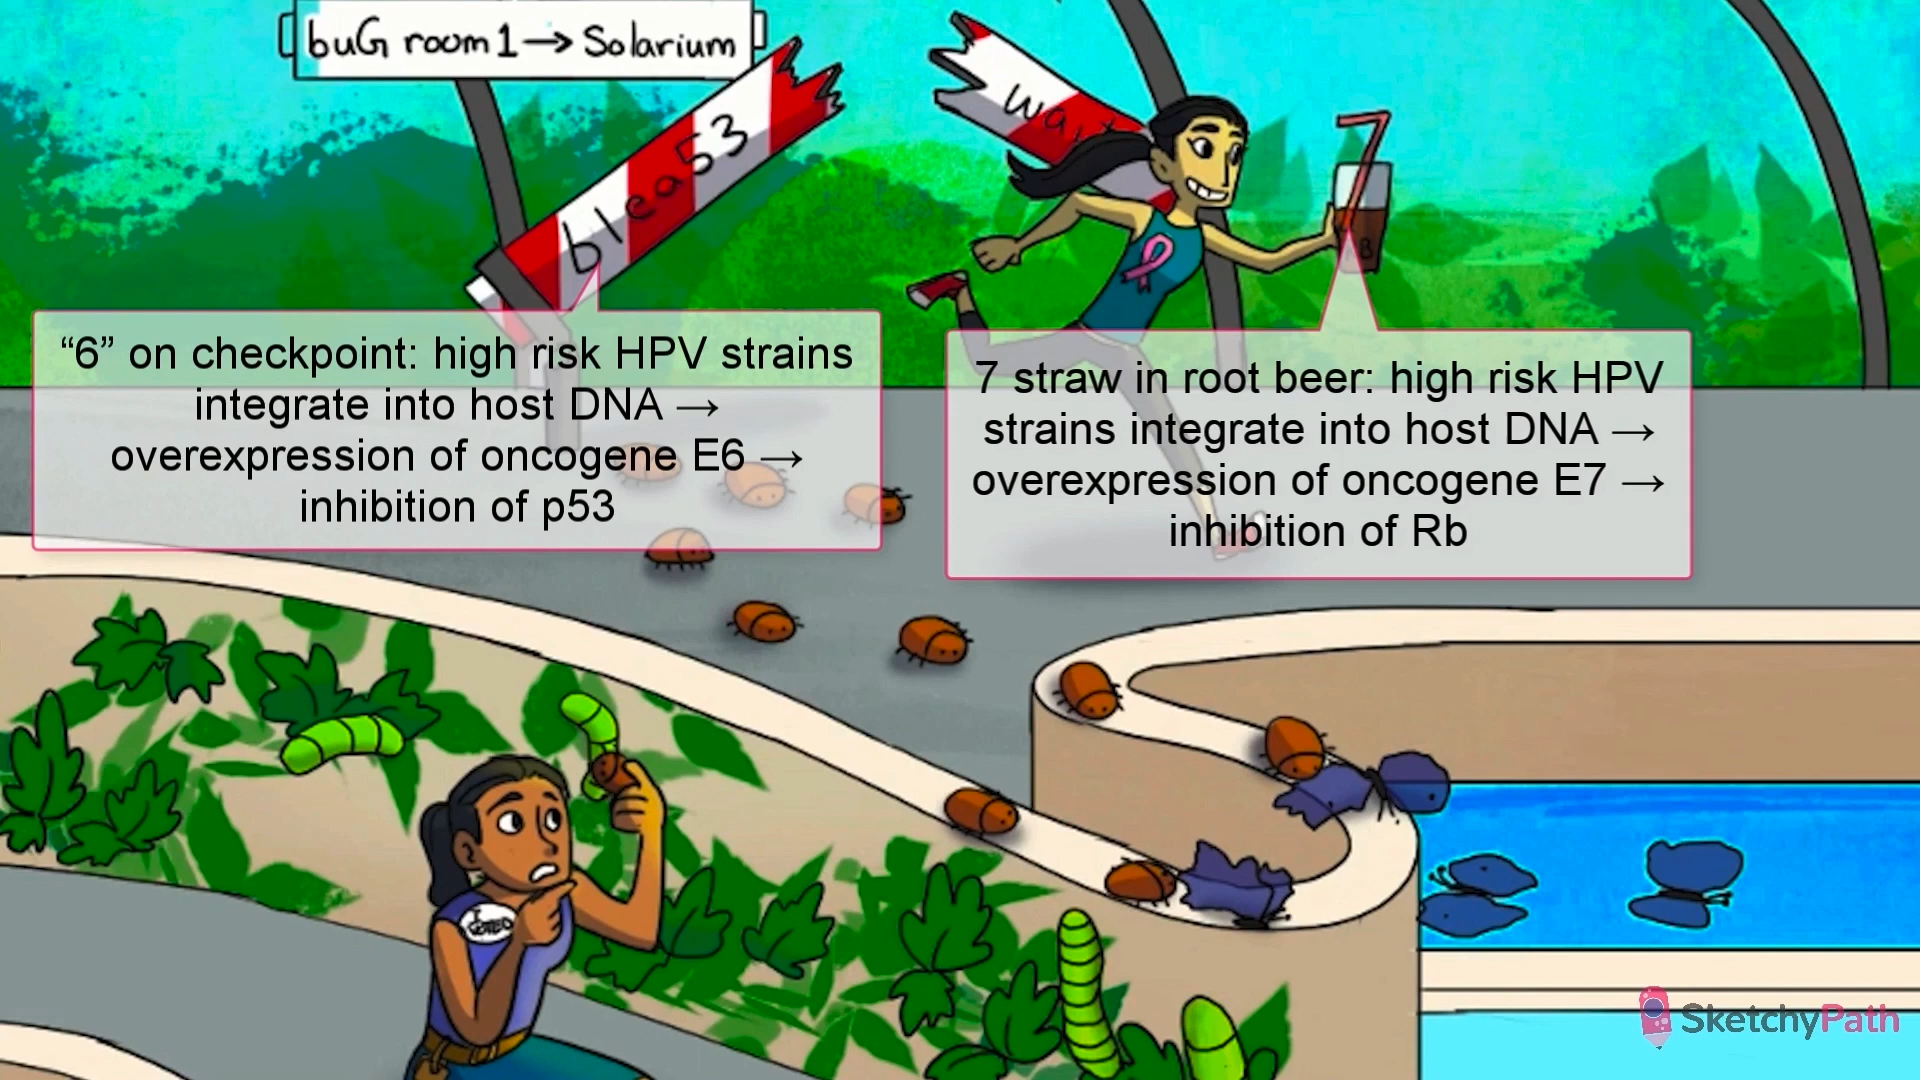 buG room 1→ Solarium
6lea53
wa
7
B
“6” on checkpoint: high risk HPV strains
integrate into host DNA →
overexpression of oncogene E6 →
inhibition of p53
7 straw in root beer: high risk HPV
strains integrate into host DNA →
overexpression of oncogene E7 →
inhibition of Rb
I VOTED
SketchyPath